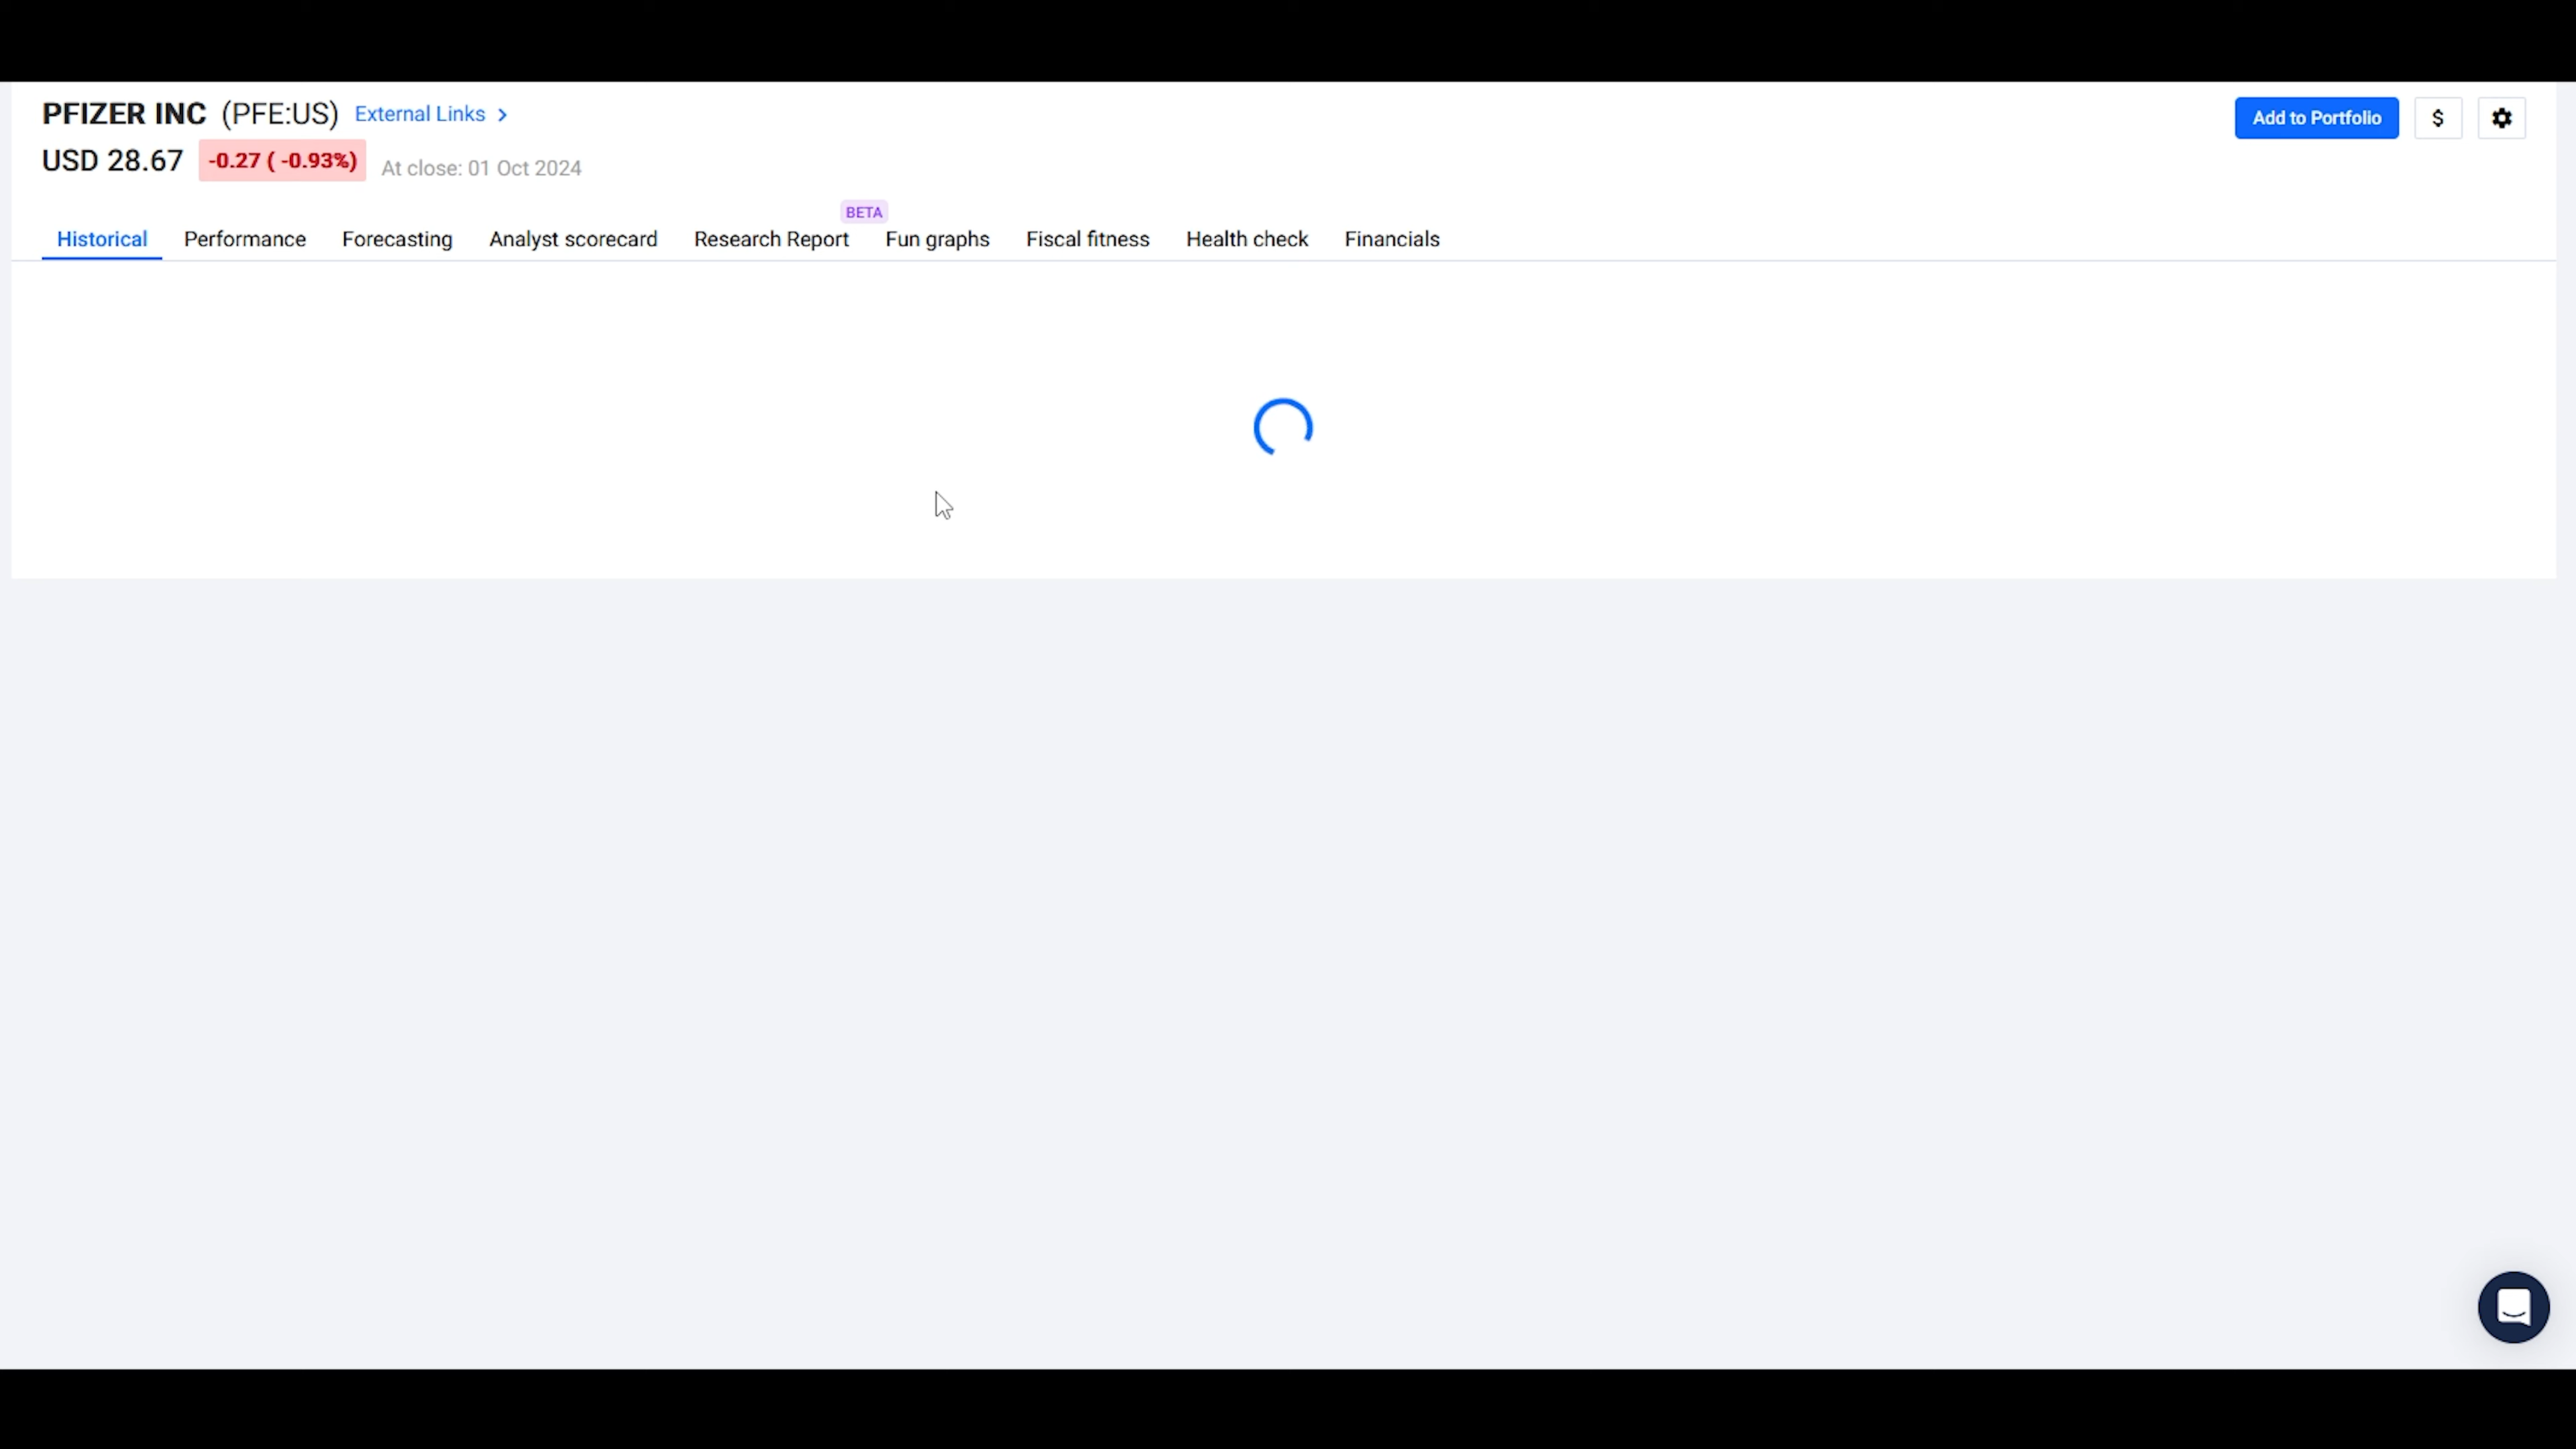 PFIZER INC (PFE:US) External Links
Add to Portfolio $
USD 28.67 -0.27 ( -0.93%) At close: 01 Oct 2024
BETA
Historical Performance Forecasting Analyst scorecard Research Report Fun graphs Fiscal fitness Health check Financials